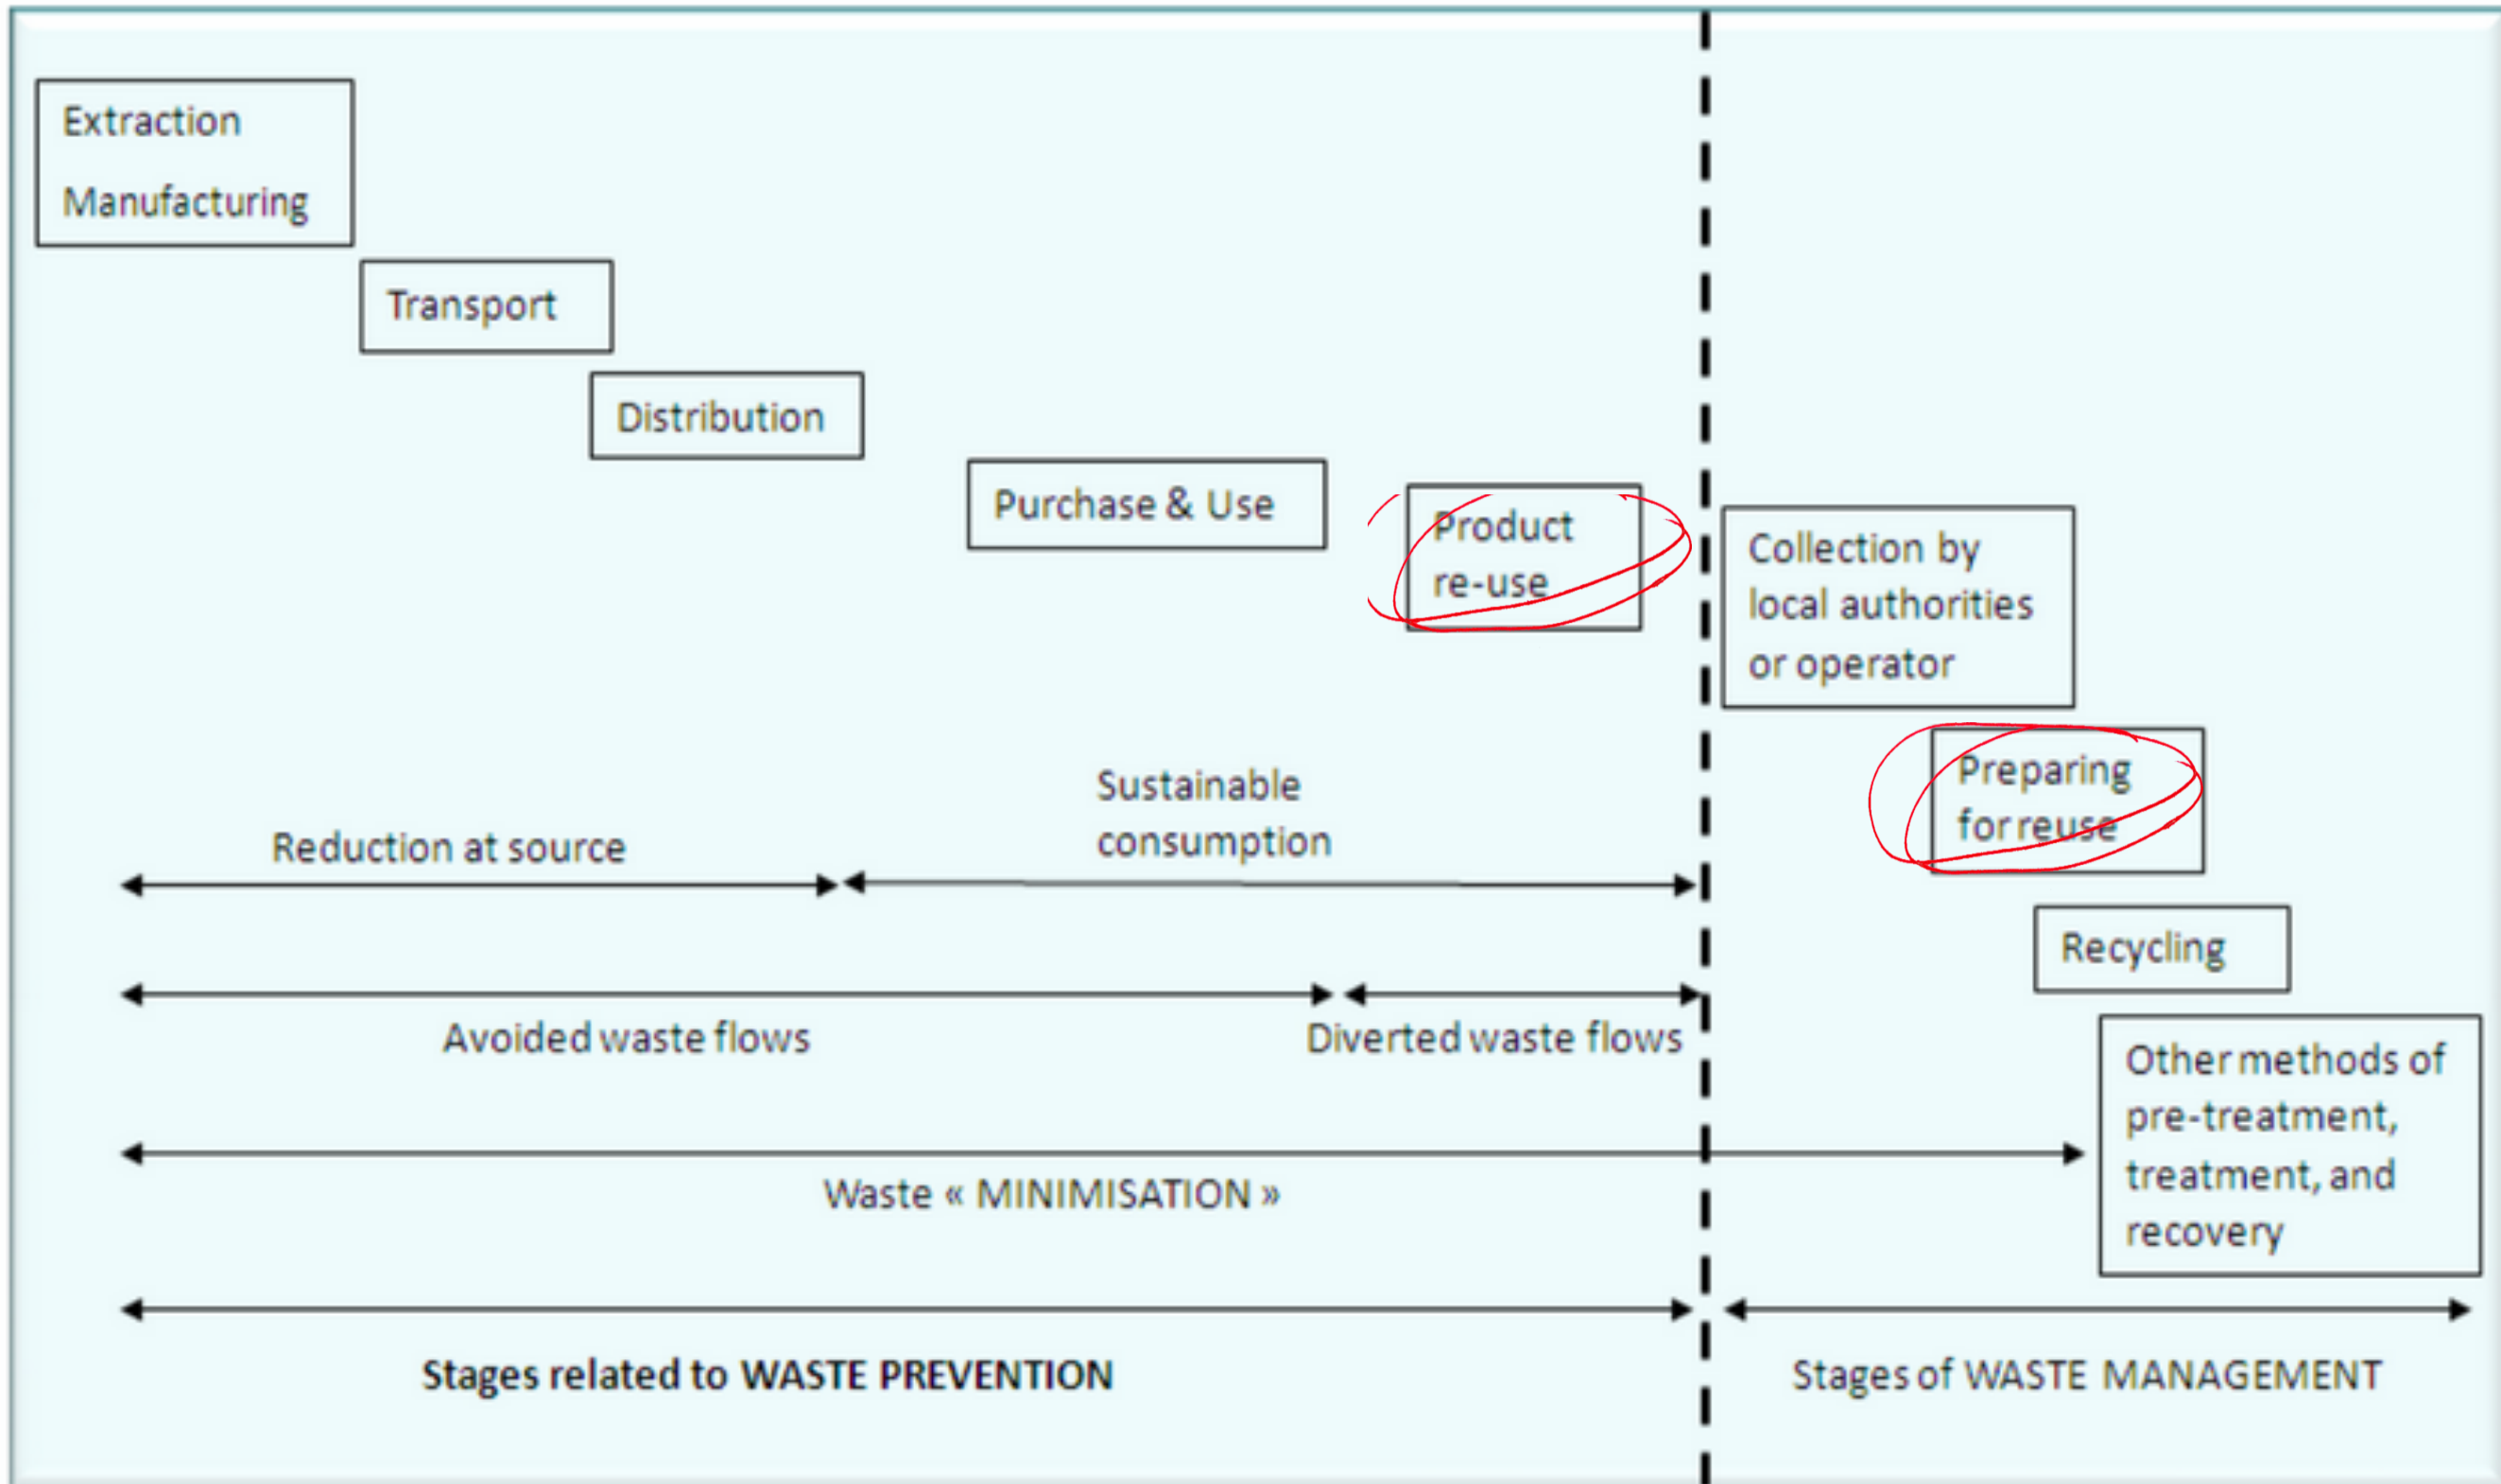 Extraction
Manufacturing
Transport
Distribution
Purchase & Use
Product
re-use
Collection by
local authorities
or operator
Preparing
for reuse
Recycling
Other methods of
pre-treatment,
treatment, and
recovery
Sustainable
consumption
Reduction at source
Avoided waste flows
Diverted waste flows
Waste « MINIMISATION »
Stages related to WASTE PREVENTION
Stages of WASTE MANAGEMENT